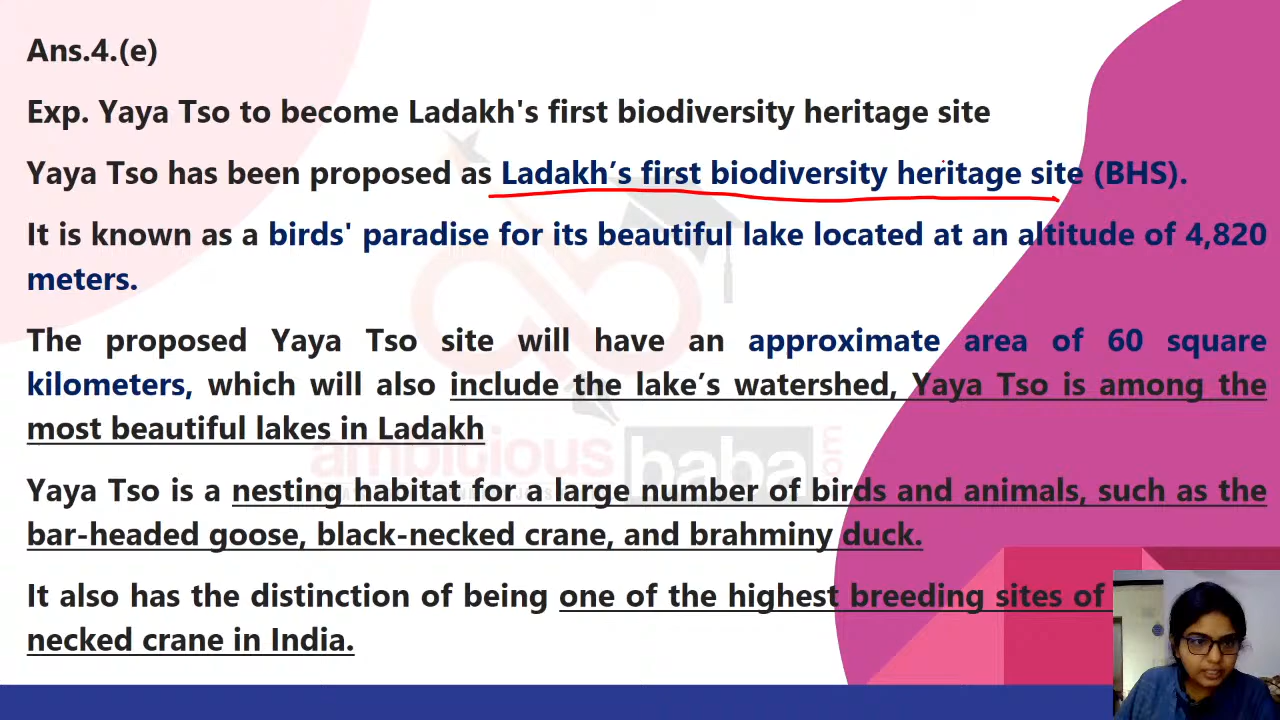 Ans.4.(e)
Exp. Yaya Tso to become Ladakh's first biodiversity heritage site
Yaya Tso has been proposed as Ladakh’s first biodiversity heritage site (BHS).
It is known as a birds' paradise for its beautiful lake located at an altitude of 4,820
meters.
The proposed Yaya Tso site will have an approximate area of 60 square
kilometers, which will also include the lake’s watershed, Yaya Tso is among the
most beautiful lakes in Ladakh
ambitious baba .com
Yaya Tso is a nesting habitat for a large number of birds and animals, such as the
bar-headed goose, black-necked crane, and brahminy duck.
It also has the distinction of being one of the highest breeding sites of
necked crane in India.